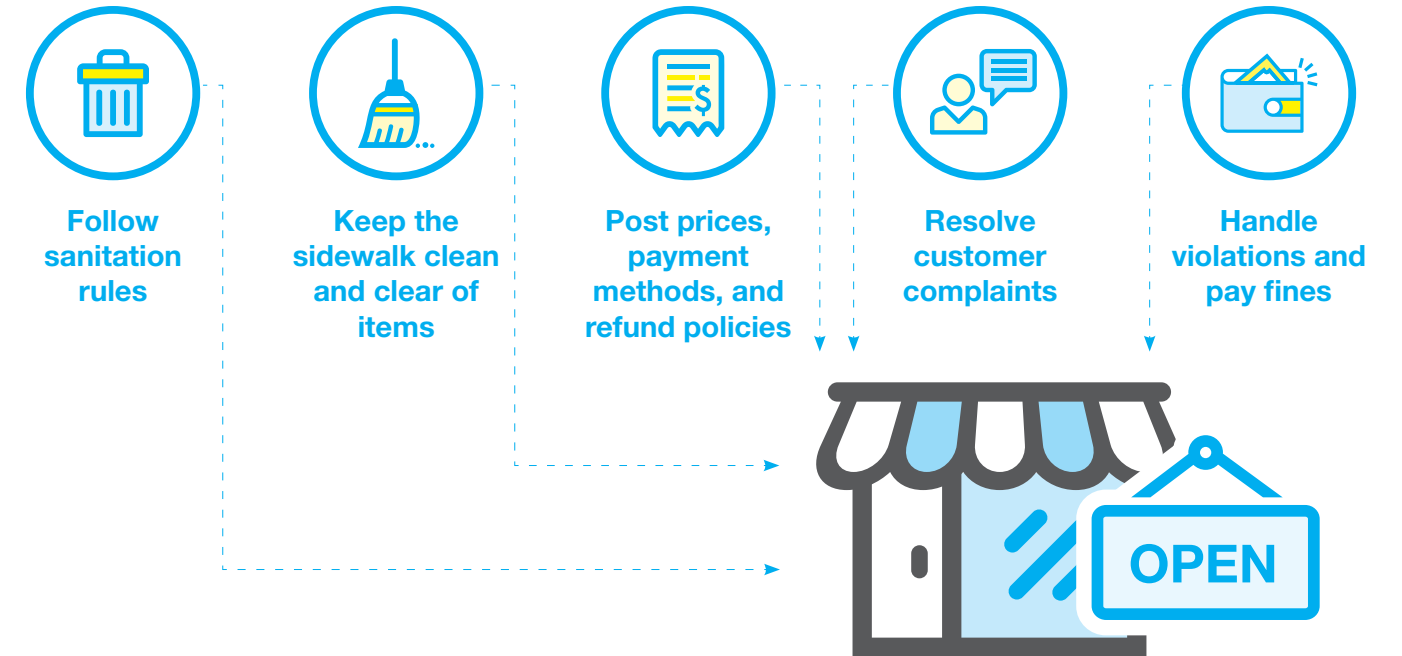 Follow
sanitation
rules
Keep the
sidewalk clean
and clear of
items
Post prices,
payment
methods, and
refund policies
Resolve
customer
complaints
Handle
violations and
pay fines
$
OPEN